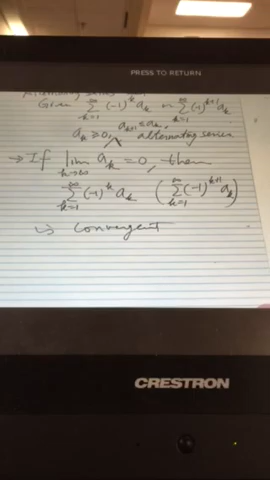 PRESS TO RETURN
Alternating series
Given ∑_{k=1}^{∞} (-1)^k a_k or ∑_{k=1}^{∞} (-1)^{k+1} a_k
a_k ≥ 0, a_{k+1} ≤ a_k, alternating series
→ If lim_{k→∞} a_k = 0, then
∑_{k=1}^{∞} (-1)^k a_k (∑_{k=1}^{∞} (-1)^{k+1} a_k)
is convergent
CRESTRON